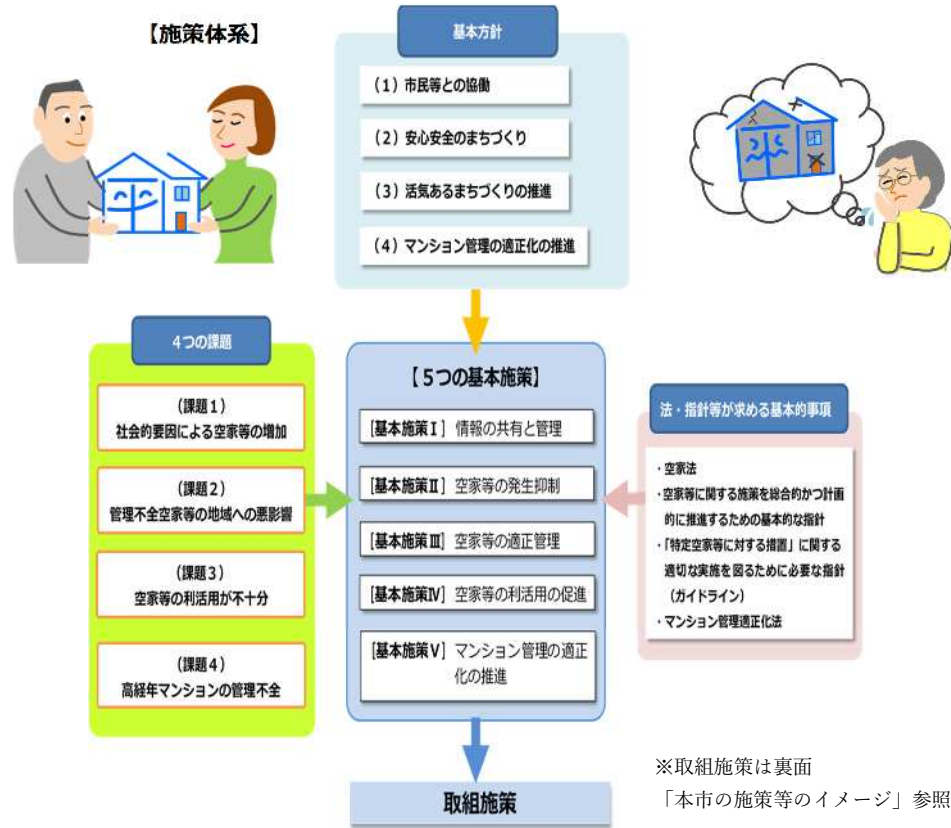 【施策体系】
基本方針
(1)市民等との協働
(2)安心安全のまちづくり
(3)活気あるまちづくりの推進
(4)マンション管理の適正化の推進
4つの課題
(課題1)
社会的要因による空家等の増加
(課題2)
管理不全空家等の地域への悪影響
(課題3)
空家等の利活用が不十分
(課題4)
高経年マンションの管理不全
【5つの基本施策】
[基本施策Ⅰ] 情報の共有と管理
[基本施策Ⅱ] 空家等の発生抑制
[基本施策Ⅲ] 空家等の適正管理
[基本施策Ⅳ] 空家等の利活用の促進
[基本施策Ⅴ] マンション管理の適正
化の推進
法・指針等が求める基本的事項
・空家法
・空家等に関する施策を総合的かつ計画
的に推進するための基本的な指針
・「特定空家等に対する措置」に関する
適切な実施を図るために必要な指針
(ガイドライン)
・マンション管理適正化法
取組施策
※取組施策は裏面
「本市の施策等のイメージ」参照